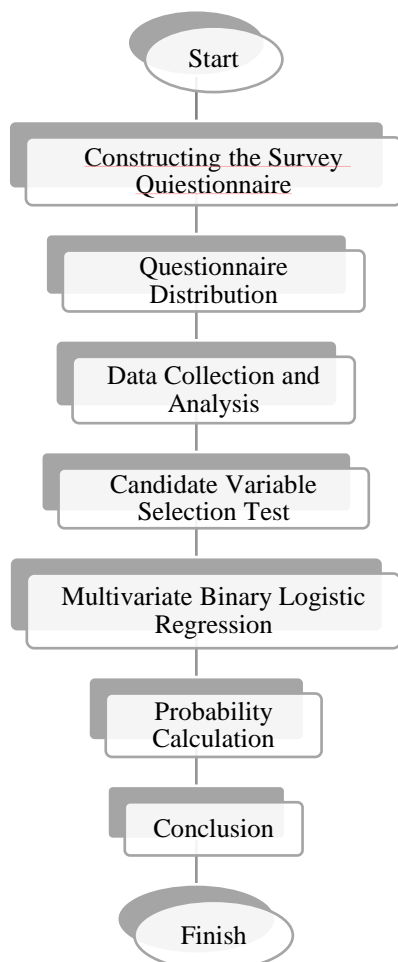 Start
Constructing the Survey
Quiestionnaire
Questionnaire
Distribution
Data Collection and
Analysis
Candidate Variable
Selection Test
Multivariate Binary Logistic
Regression
Probability
Calculation
Conclusion
Finish